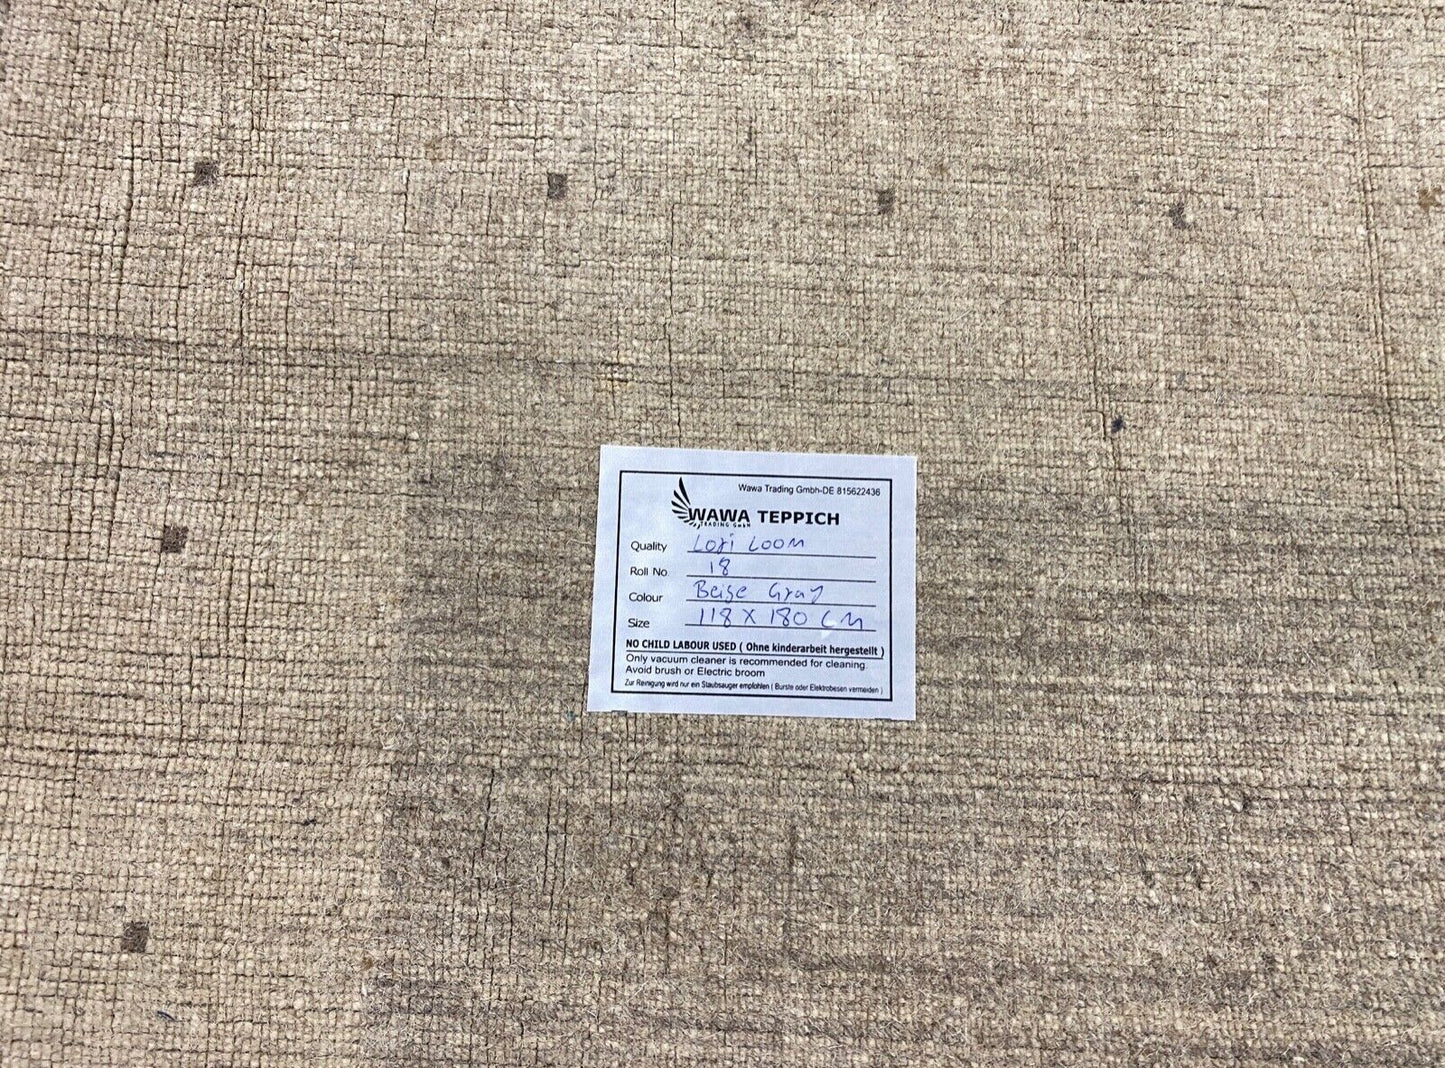 Wawa Trading Gmbh-DE 815622436
WAWA TEPPICH
TRADING GmbH
Quality Lori Loom
Roll No. 18
Colour Beige Gray
Size 118 X 180 CM
NO CHILD LABOUR USED ( Ohne kinderarbeit hergestellt )
Only vacuum cleaner is recommended for cleaning.
Avoid brush or Electric broom
Zur Reinigung wird nur ein Staubsauger empfohlen ( Burste oder Elektrobesen vermeiden )